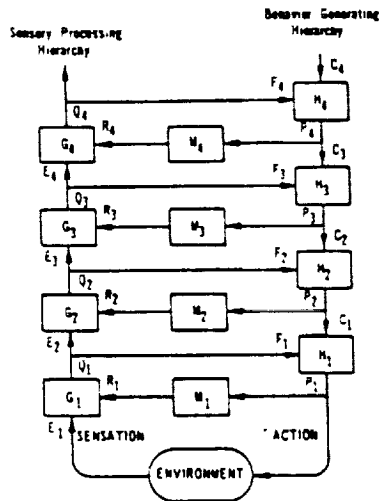 Sensory Processing Hierarchy
Behavior Generating Hierarchy
C4
F4
H4
Q4
P4
R4
G4
M4
C3
E4
F3
H3
Q3
P3
R3
G3
M3
C2
E3
F2
H2
Q2
P2
R2
G2
M2
C1
E2
F1
H1
Q1
P1
R1
G1
M1
E1
SENSATION
ACTION
ENVIRONMENT